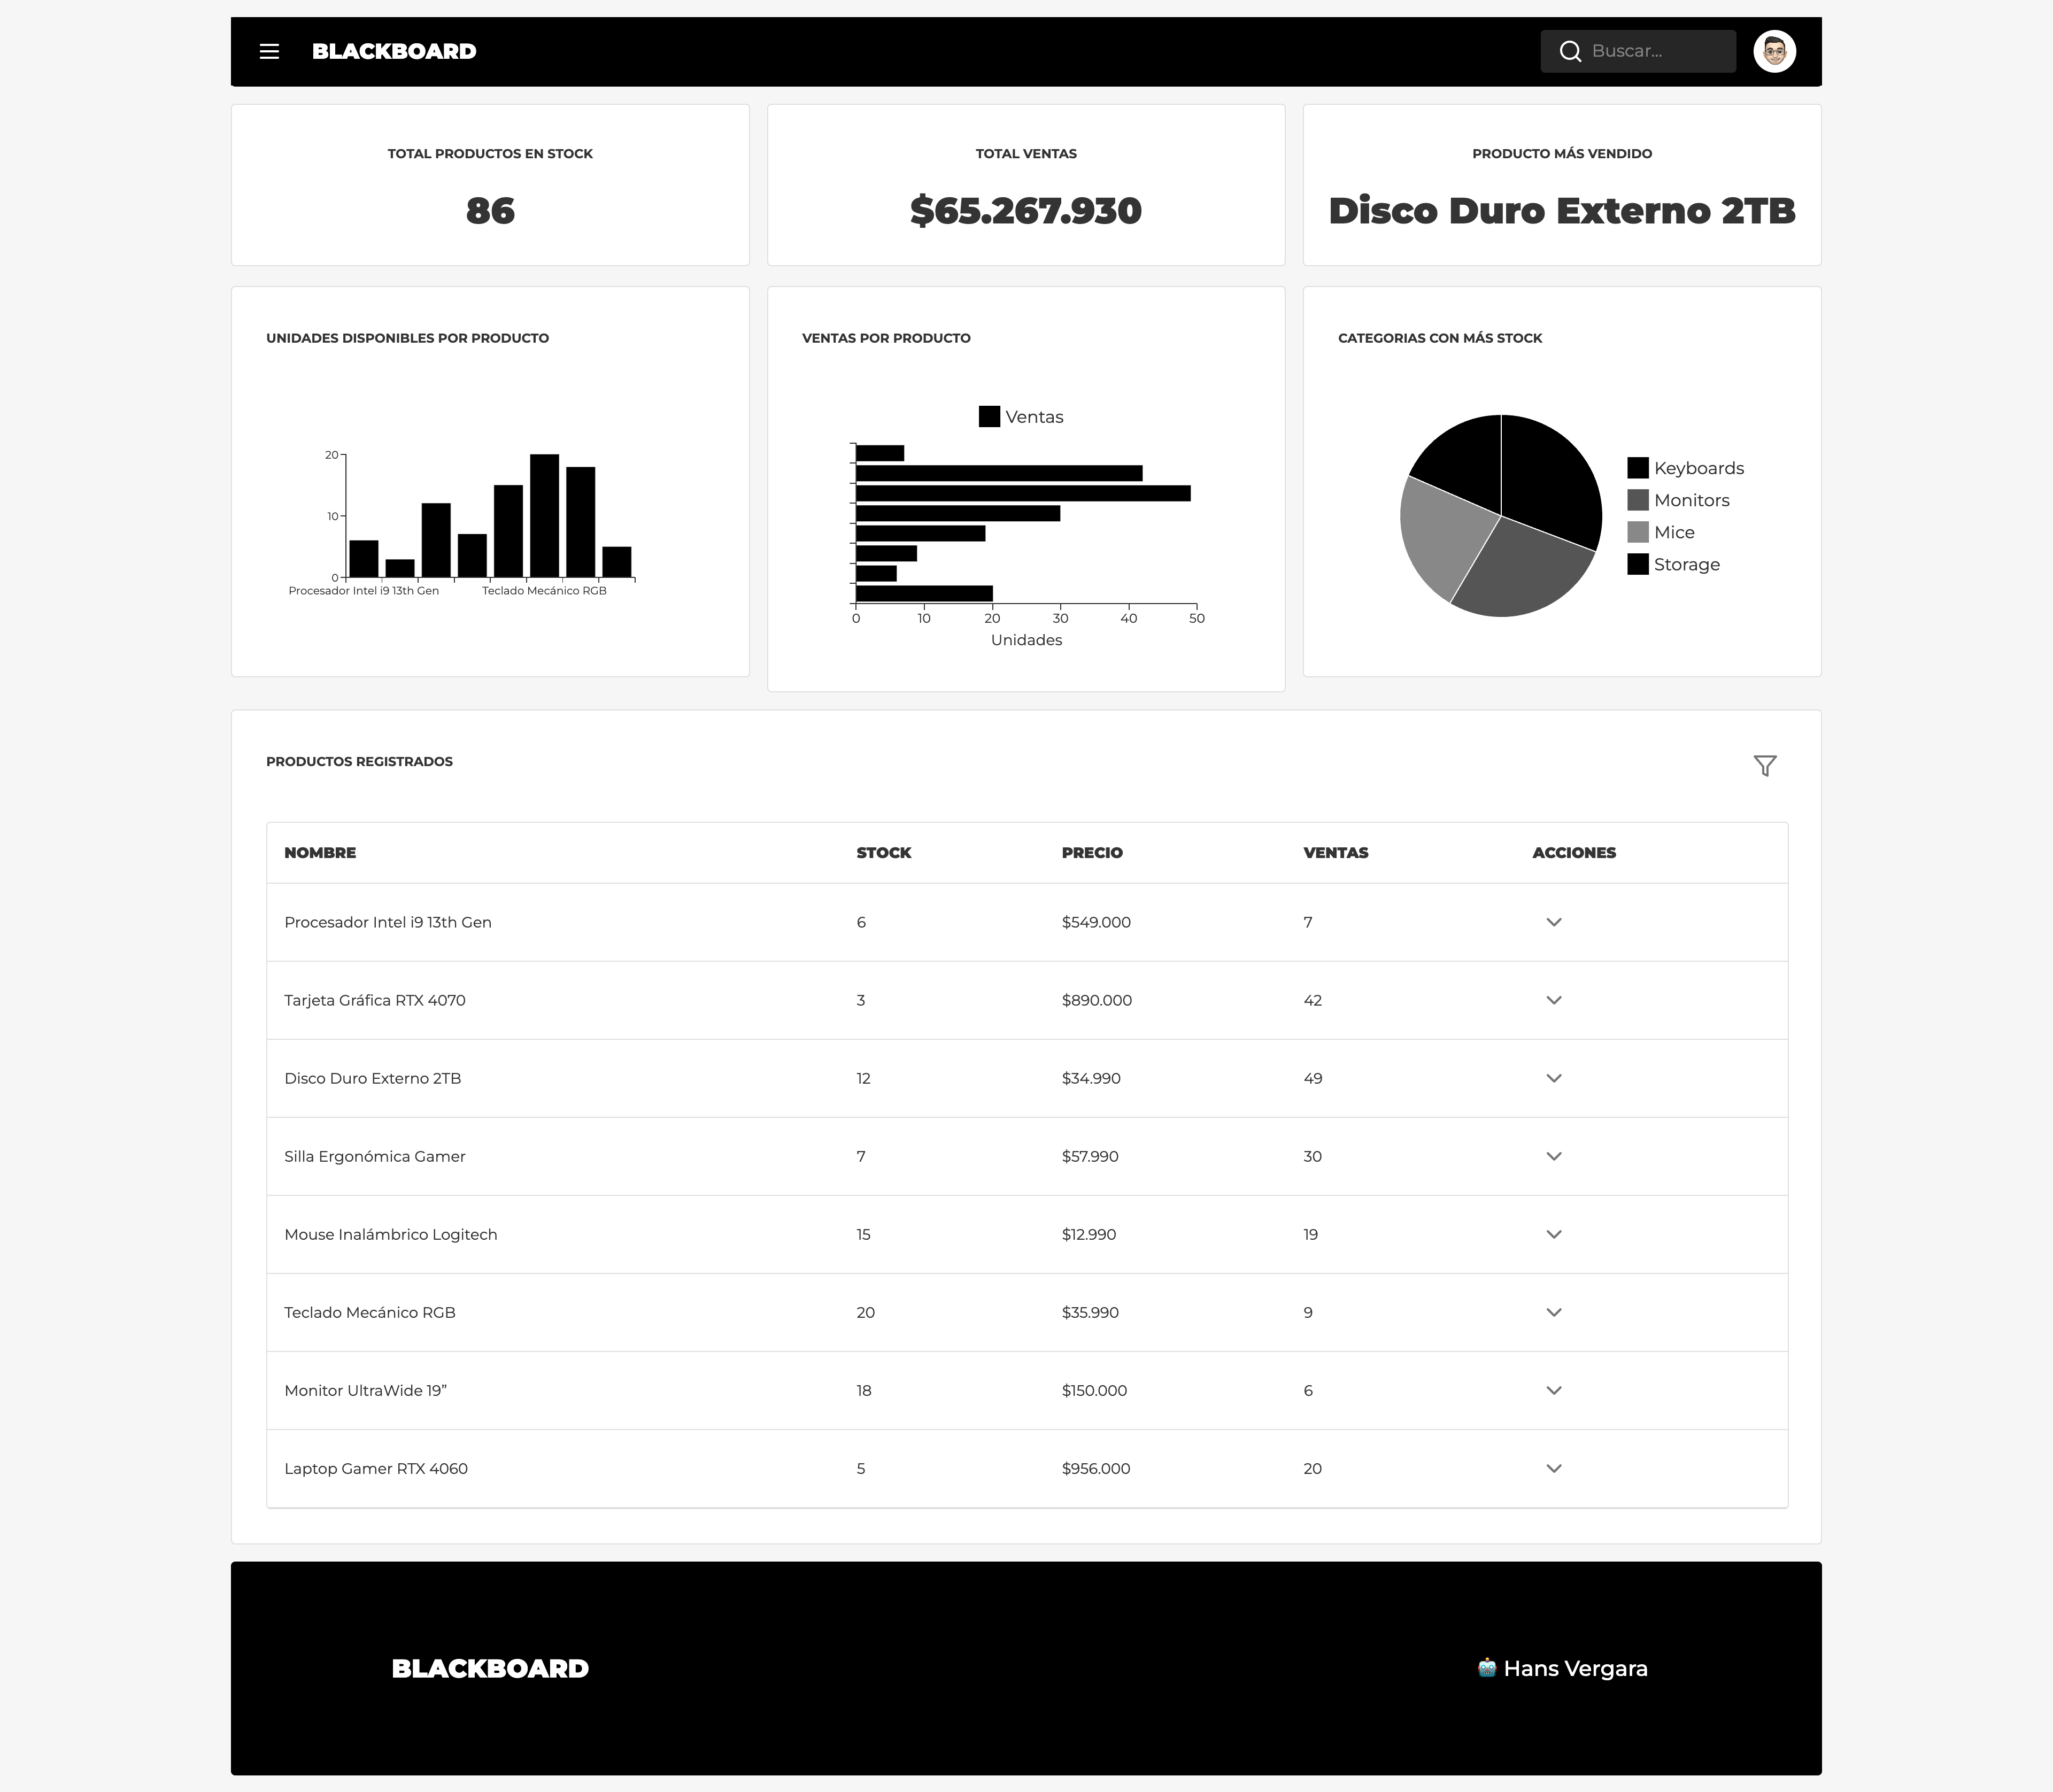 BLACKBOARD
Buscar...
TOTAL PRODUCTOS EN STOCK
86
TOTAL VENTAS
$65.267.930
PRODUCTO MÁS VENDIDO
Disco Duro Externo 2TB
UNIDADES DISPONIBLES POR PRODUCTO
20
10
0
Procesador Intel i9 13th Gen
Teclado Mecánico RGB
VENTAS POR PRODUCTO
Ventas
0 10 20 30 40 50
Unidades
CATEGORIAS CON MÁS STOCK
Keyboards
Monitors
Mice
Storage
PRODUCTOS REGISTRADOS
NOMBRE STOCK PRECIO VENTAS ACCIONES
Procesador Intel i9 13th Gen 6 $549.000 7
Tarjeta Gráfica RTX 4070 3 $890.000 42
Disco Duro Externo 2TB 12 $34.990 49
Silla Ergonómica Gamer 7 $57.990 30
Mouse Inalámbrico Logitech 15 $12.990 19
Teclado Mecánico RGB 20 $35.990 9
Monitor UltraWide 19” 18 $150.000 6
Laptop Gamer RTX 4060 5 $956.000 20
BLACKBOARD
🤖 Hans Vergara